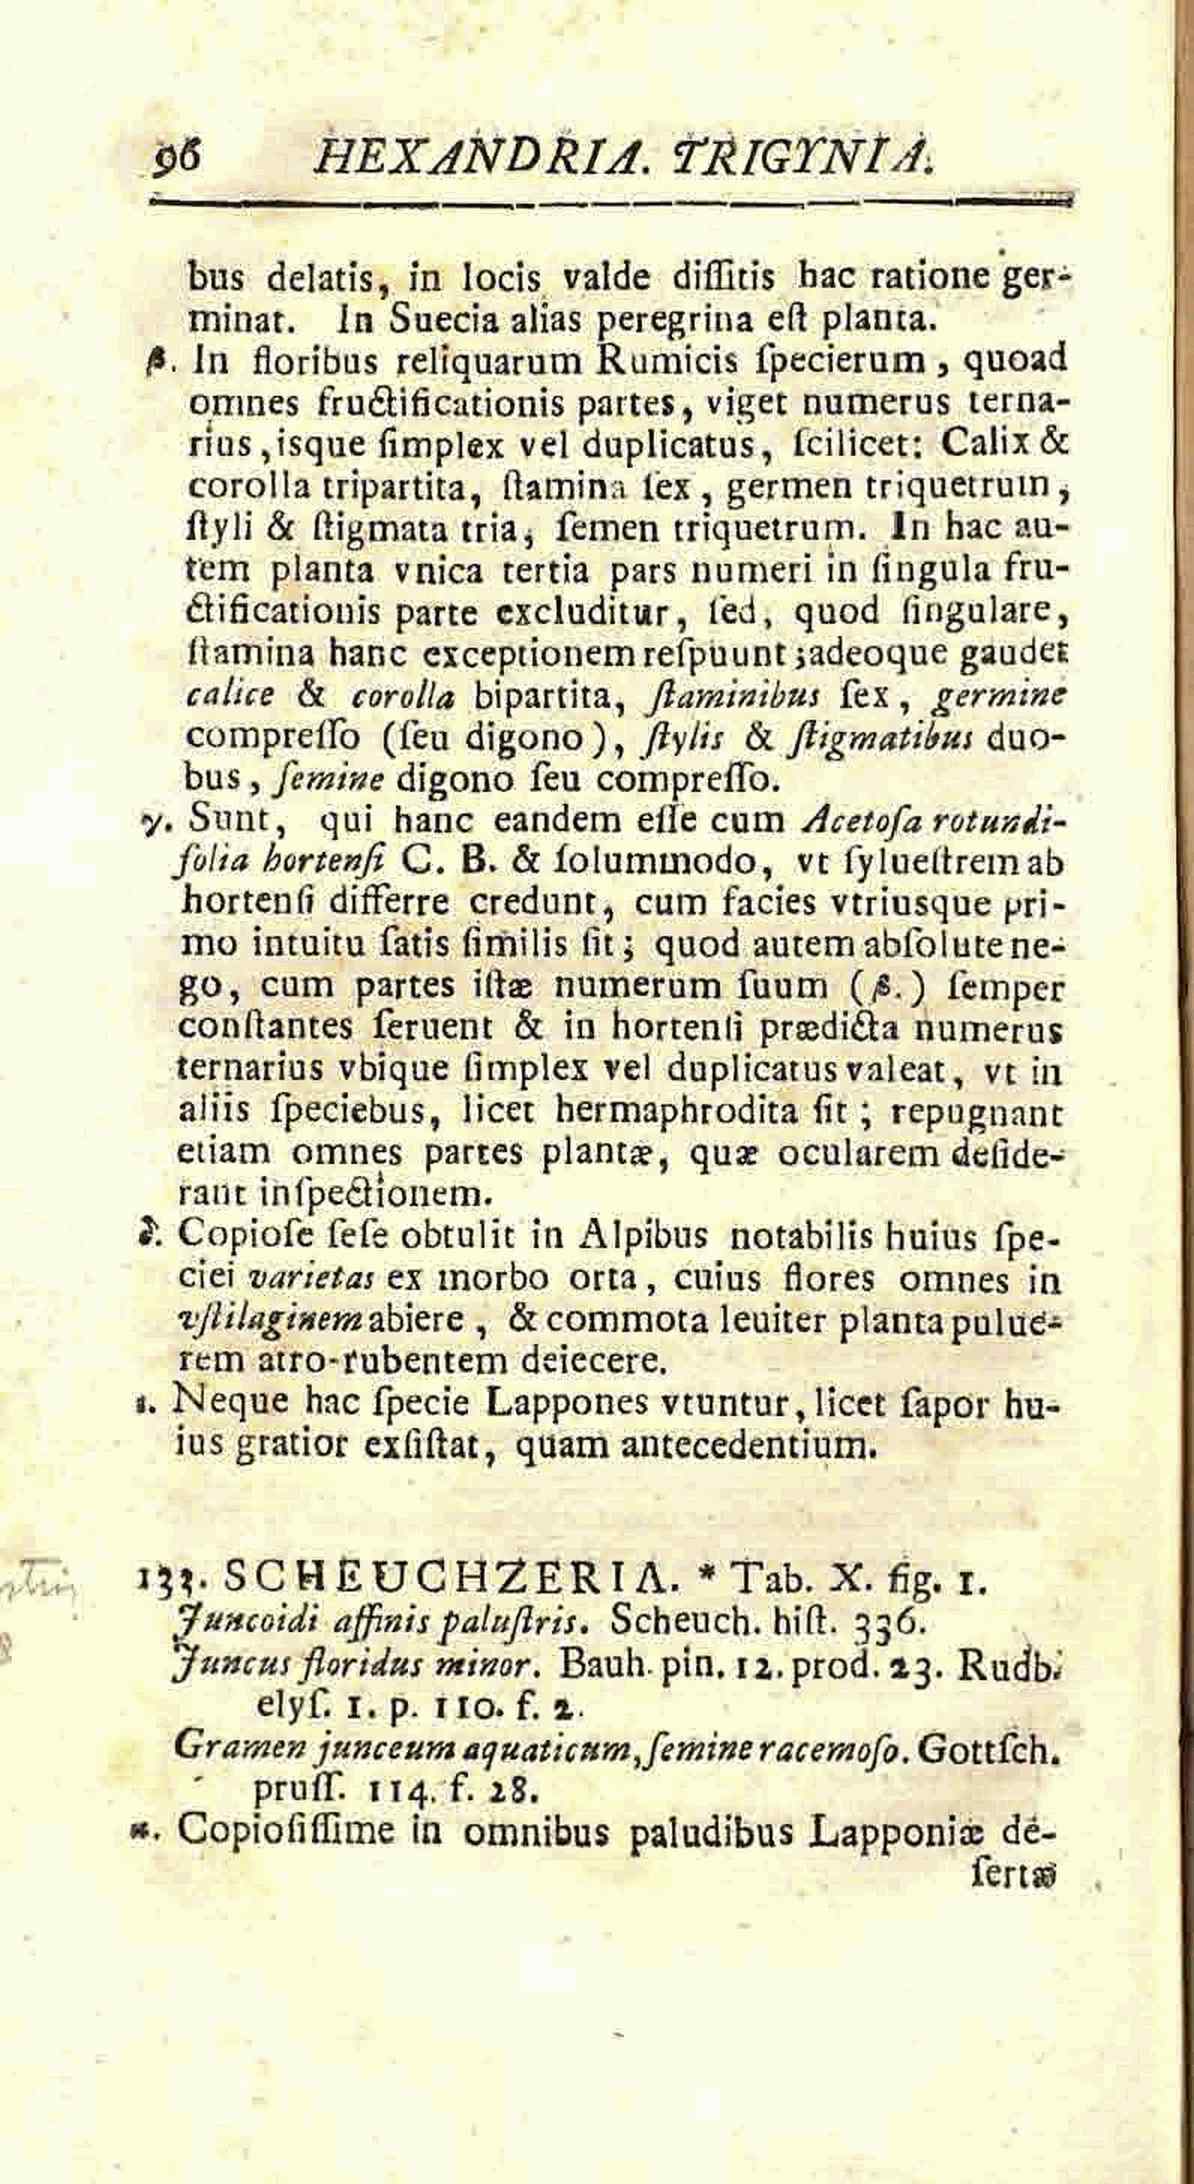 96 HEXANDRIA. TRIGYNIA.
bus delatis, in locis valde diſſitis hac ratione ger-
minat. In Suecia alias peregrina eſt planta.
β. In floribus reliquarum Rumicis ſpecierum, quoad
omnes fructificationis partes, viget numerus terna-
rius, isque ſimplex vel duplicatus, ſcilicet: Calix &
corolla tripartita, ſtamina ſex, germen triquetrum,
ſtyli & ſtigmata tria, ſemen triquetrum. In hac au-
tem planta vnica tertia pars numeri in ſingula fru-
ctificationis parte excluditur, ſed, quod ſingulare,
ſtamina hanc exceptionem reſpuunt; adeoque gaudet
calice & corolla bipartita, ſtaminibus ſex, germine
compreſſo (ſeu digono), ſtylis & ſtigmatibus duo-
bus, ſemine digono ſeu compreſſo.
γ. Sunt, qui hanc eandem eſſe cum Acetoſa rotundi-
folia hortenſi C. B. & ſolummodo, vt ſylueſtrem ab
hortenſi differre credunt, cum facies vtriusque pri-
mo intuitu ſatis ſimilis ſit; quod autem abſolute ne-
go, cum partes iſtæ numerum ſuum (β.) ſemper
conſtantes ſeruent & in hortenſi prædicta numerus
ternarius vbique ſimplex vel duplicatus valeat, vt in
aliis ſpeciebus, licet hermaphrodita ſit; repugnant
etiam omnes partes plantæ, quæ ocularem deſide-
rant inſpectionem.
δ. Copioſe ſeſe obtulit in Alpibus notabilis huius ſpe-
ciei varietas ex morbo orta, cuius flores omnes in
vſtilaginem abiere, & commota leuiter planta pulue-
rem atro-rubentem deiecere.
ε. Neque hac ſpecie Lappones vtuntur, licet ſapor hu-
ius gratior exſiſtat, quam antecedentium.
133. SCHEUCHZERIA. * Tab. X. fig. 1.
Juncoidi affinis paluſtris. Scheuch. hiſt. 336.
Juncus floridus minor. Bauh. pin. 12. prod. 23. Rudb.
elyſ. 1. p. 110. f. 2.
Gramen junceum aquaticum, ſemine racemoſo. Gottſch.
pruſſ. 114. f. 28.
α. Copioſiſſime in omnibus paludibus Lapponiæ de-
ſertæ